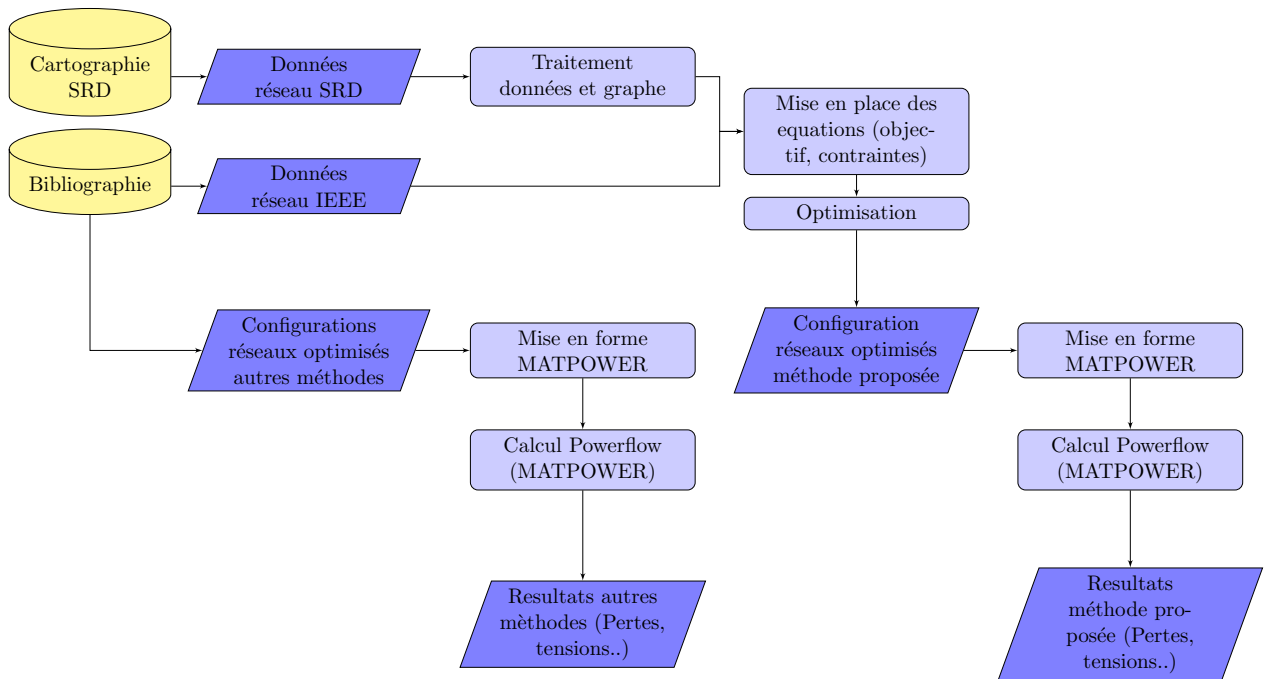 Cartographie
SRD
Données
réseau SRD
Traitement
données et graphe
Mise en place des
equations (objec-
tif, contraintes)
Bibliographie
Données
réseau IEEE
Optimisation
Configurations
réseaux optimisés
autres méthodes
Mise en forme
MATPOWER
Configuration
réseaux optimisés
méthode proposée
Mise en forme
MATPOWER
Calcul Powerflow
(MATPOWER)
Calcul Powerflow
(MATPOWER)
Resultats autres
mèthodes (Pertes,
tensions..)
Resultats
méthode pro-
posée (Pertes,
tensions..)